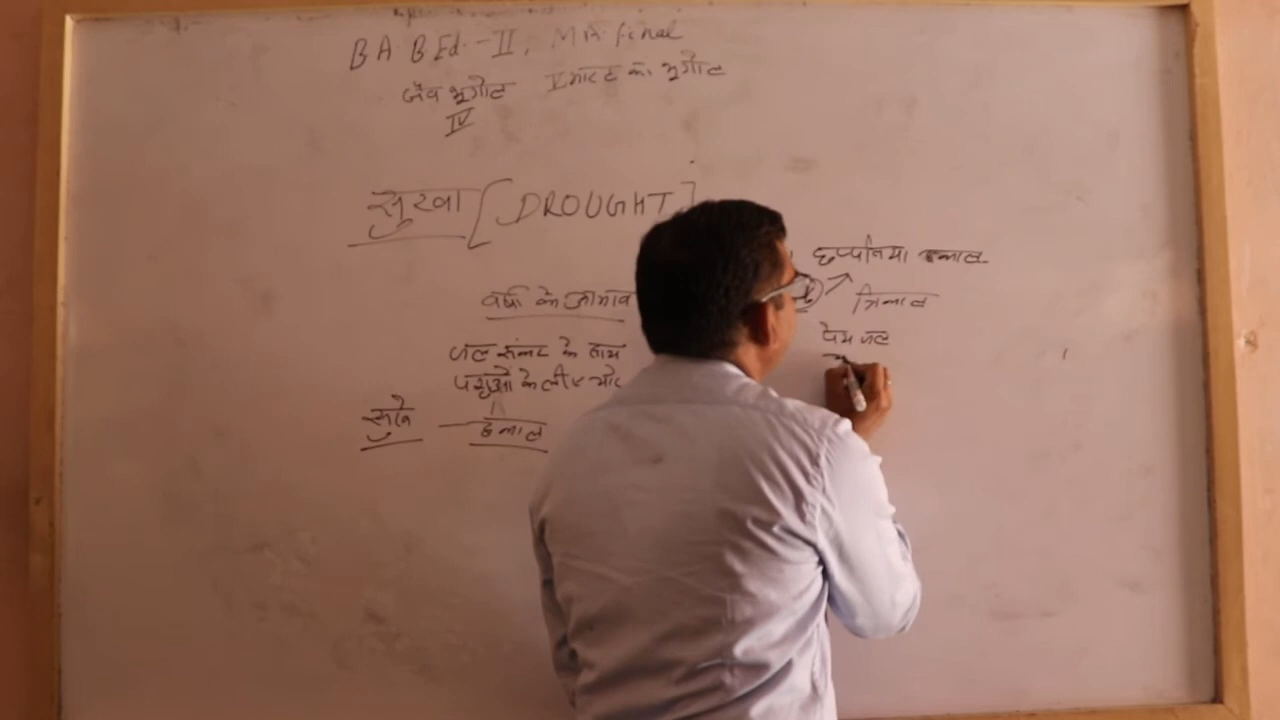 B A. B Ed. - II, M A. final
जैव भूगोल V भारत का भूगोल
IV
सुखा [DROUGHT]
छप्पनिया अकाल
वर्षा के अभाव
त्रिकाल
पेय जल
जल संकट के साथ
पशुओं के लीए
सुखे — अकाल